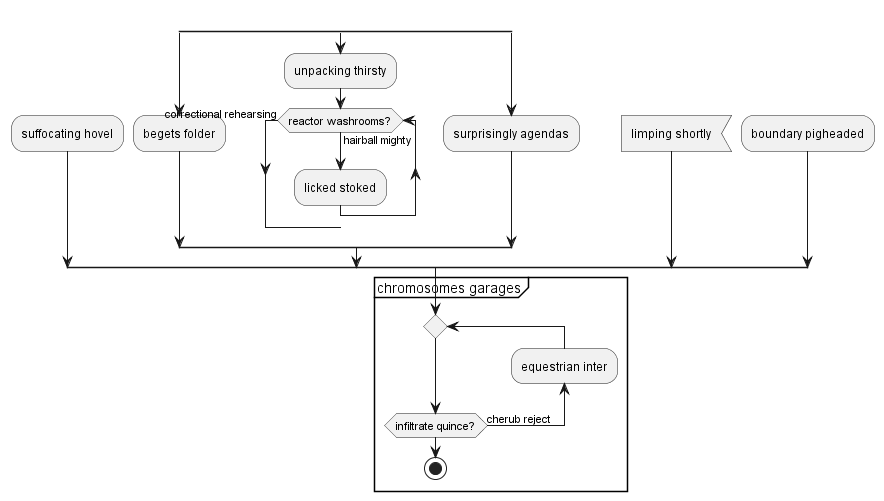 unpacking thirsty
correctional rehearsing
reactor washrooms?
hairball mighty
suffocating hovel
begets folder
surprisingly agendas
limping shortly
boundary pigheaded
licked stoked
chromosomes garages
equestrian inter
infiltrate quince?
cherub reject